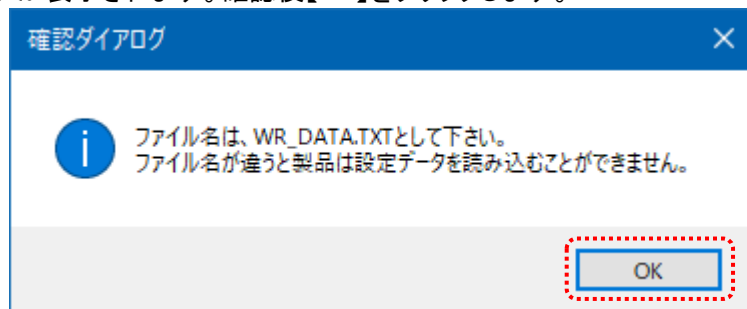 確認ダイアログ
ファイル名は、WR_DATA.TXTとして下さい。
ファイル名が違うと製品は設定データを読み込むことができません。
OK